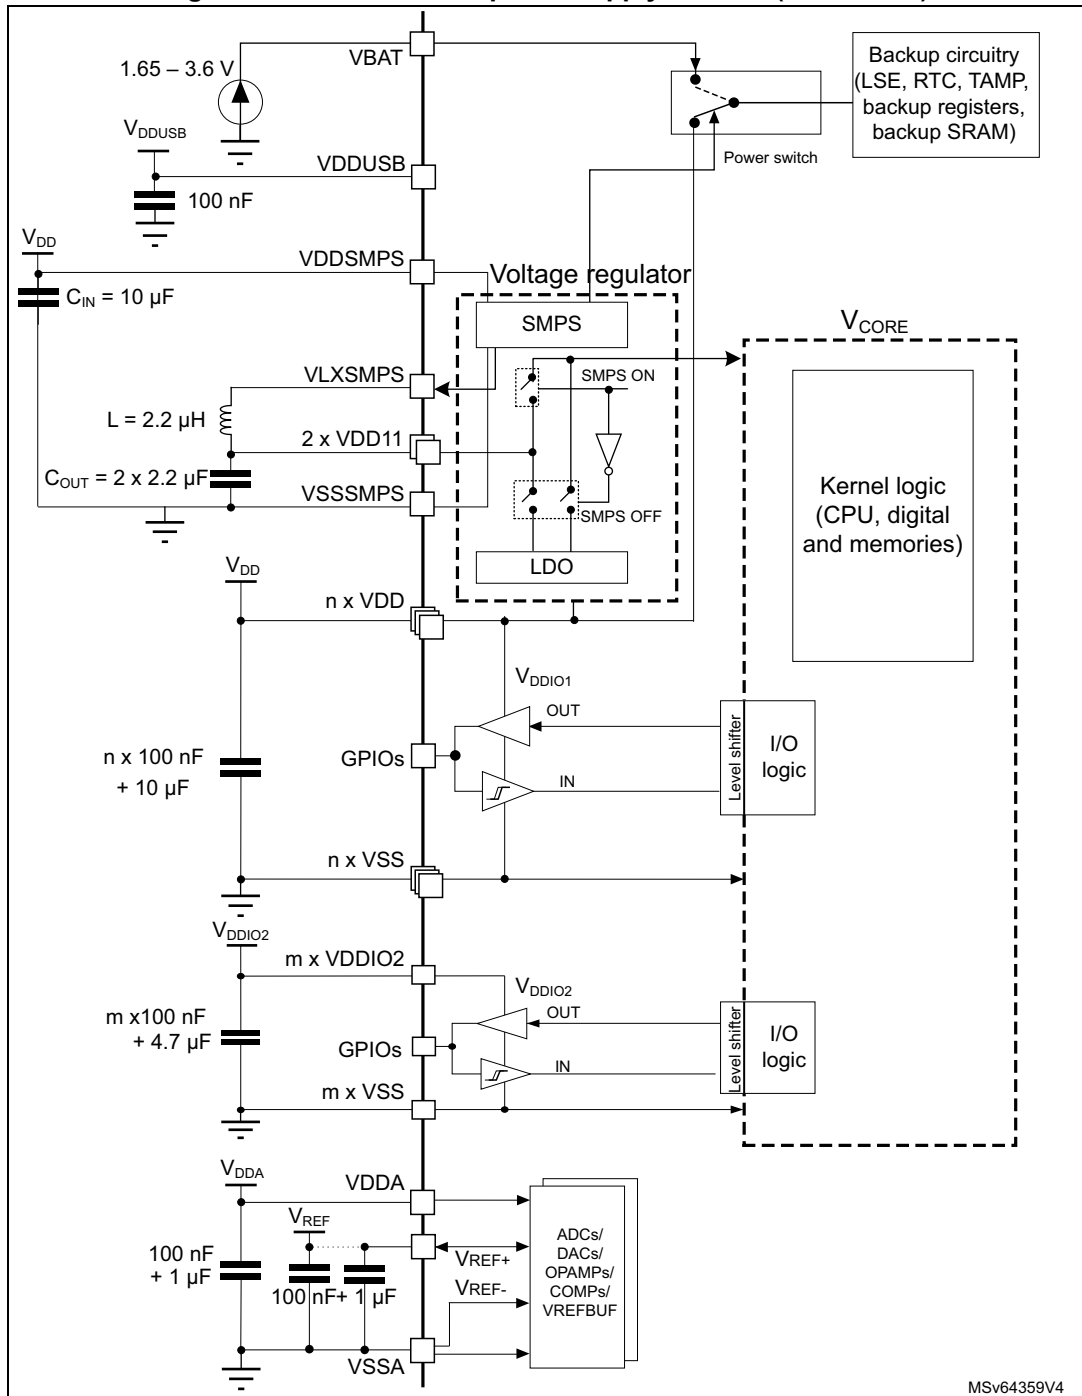 VBAT
1.65 – 3.6 V
Backup circuitry
(LSE, RTC, TAMP,
backup registers,
backup SRAM)
Power switch
VDDUSB
VDDUSB
100 nF
VDD
VDDSMPS
CIN = 10 µF
Voltage regulator
SMPS
VCORE
VLXSMPS
SMPS ON
L = 2.2 µH
2 x VDD11
COUT = 2 x 2.2 µF
VSSSMPS
SMPS OFF
LDO
Kernel logic
(CPU, digital
and memories)
VDD
n x VDD
VDDIO1
OUT
GPIOs
IN
Level shifter
I/O
logic
n x 100 nF
+ 10 µF
n x VSS
VDDIO2
m x VDDIO2
VDDIO2
OUT
m x100 nF
+ 4.7 µF
GPIOs
IN
Level shifter
I/O
logic
m x VSS
VDDA
VDDA
VREF
100 nF
+ 1 µF
100 nF
+ 1 µF
VREF+
VREF-
ADCs/
DACs/
OPAMPs/
COMPs/
VREFBUF
VSSA
MSv64359V4